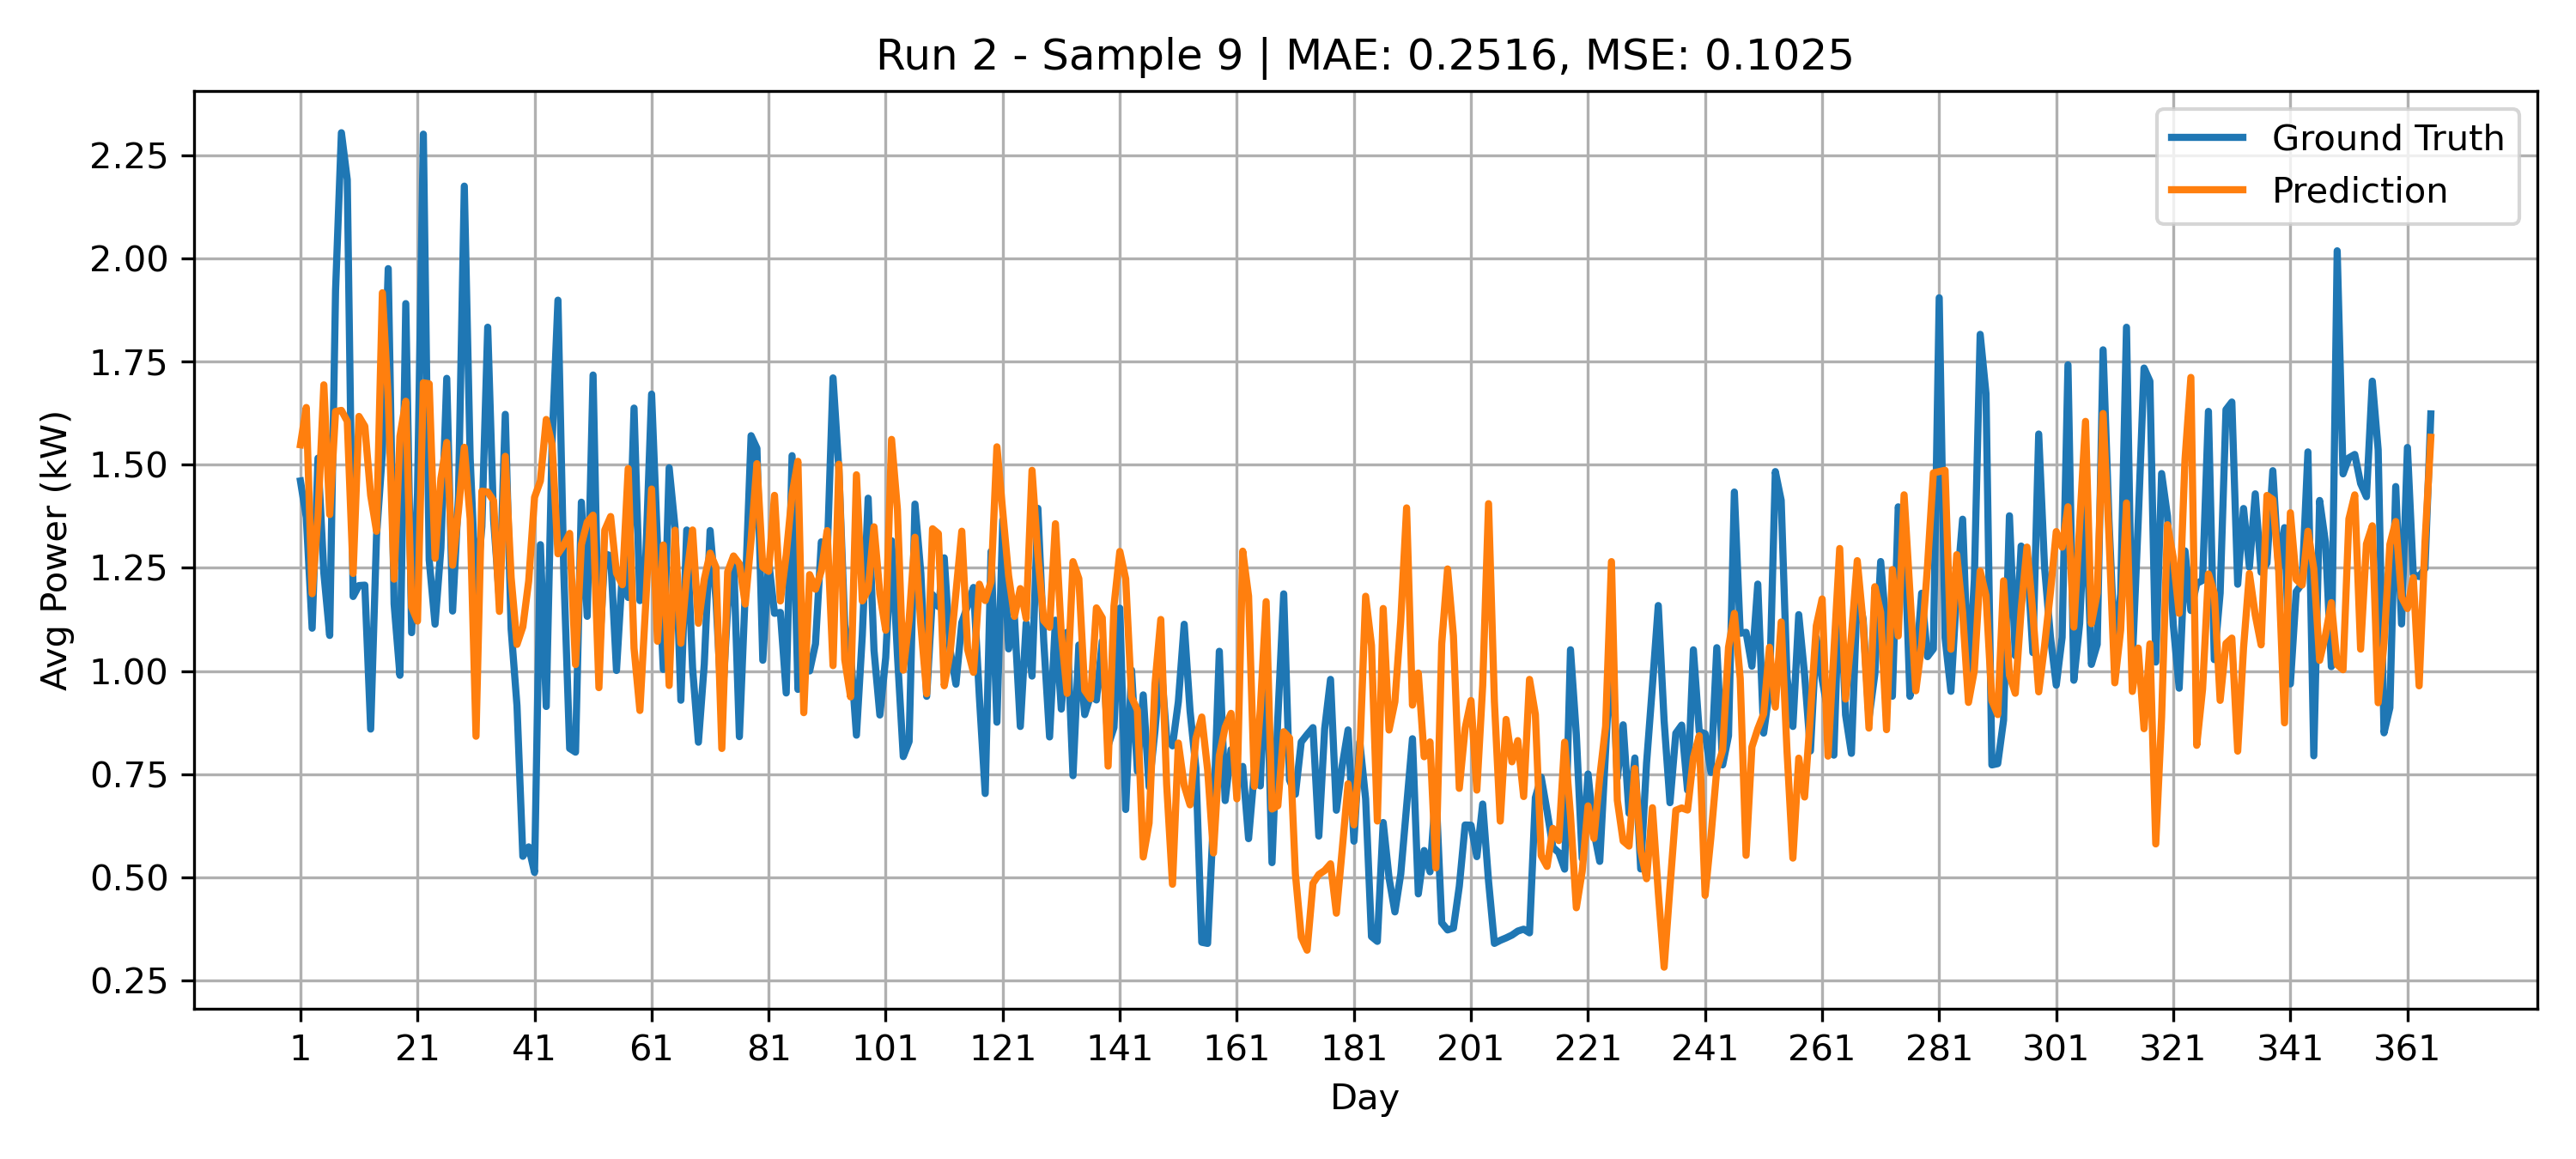 Run 2 - Sample 9 | MAE: 0.2516, MSE: 0.1025
Ground Truth
Prediction
Avg Power (kW)
2.25
2.00
1.75
1.50
1.25
1.00
0.75
0.50
0.25
1 21 41 61 81 101 121 141 161 181 201 221 241 261 281 301 321 341 361
Day